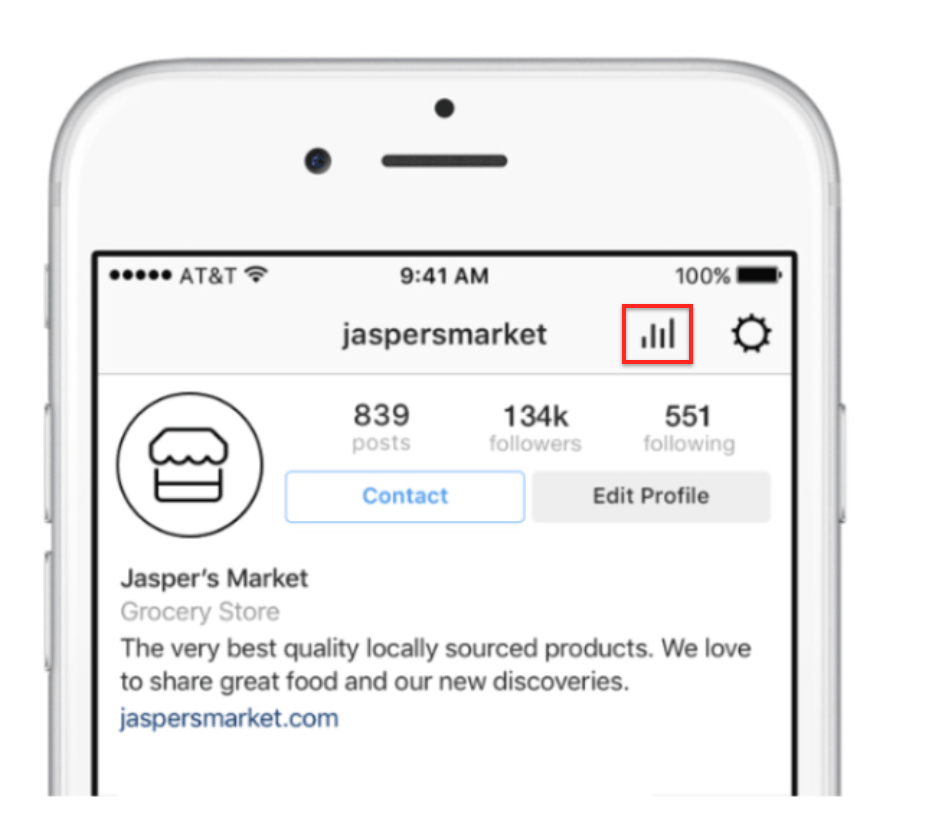 AT&T 9:41 AM 100%
jaspersmarket
839 134k 551
posts followers following
Contact Edit Profile
Jasper's Market
Grocery Store
The very best quality locally sourced products. We love
to share great food and our new discoveries.
jaspersmarket.com